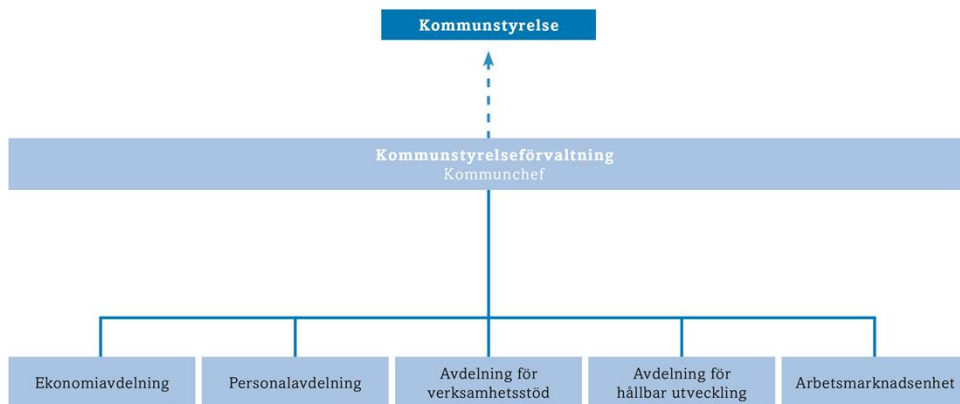 Kommunstyrelse
Kommunstyrelseförvaltning
Kommunchef
Ekonomiavdelning
Personalavdelning
Avdelning för
verksamhetsstöd
Avdelning för
hållbar utveckling
Arbetsmarknadsenhet